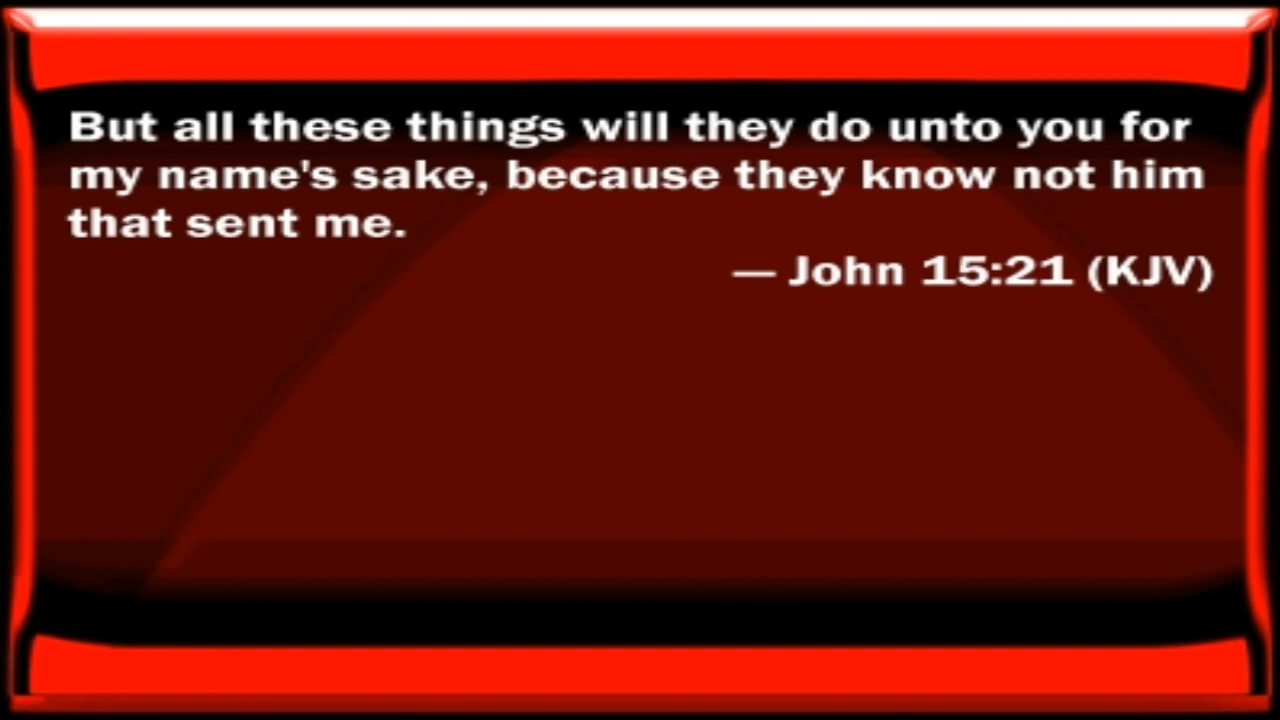 But all these things will they do unto you for
my name's sake, because they know not him
that sent me.
— John 15:21 (KJV)